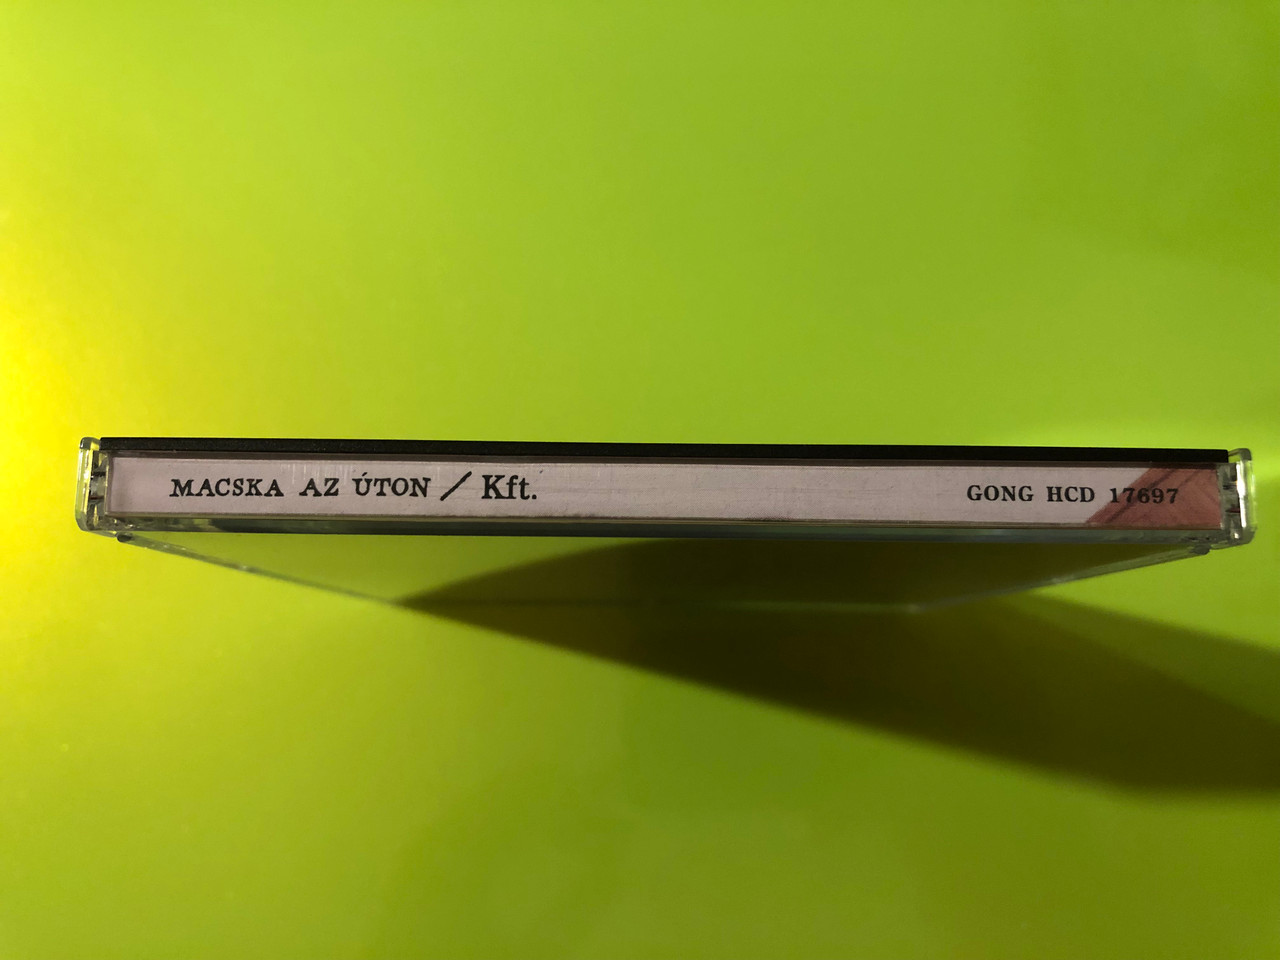 MACSKA AZ ÚTON / Kft. GONG HCD 17697